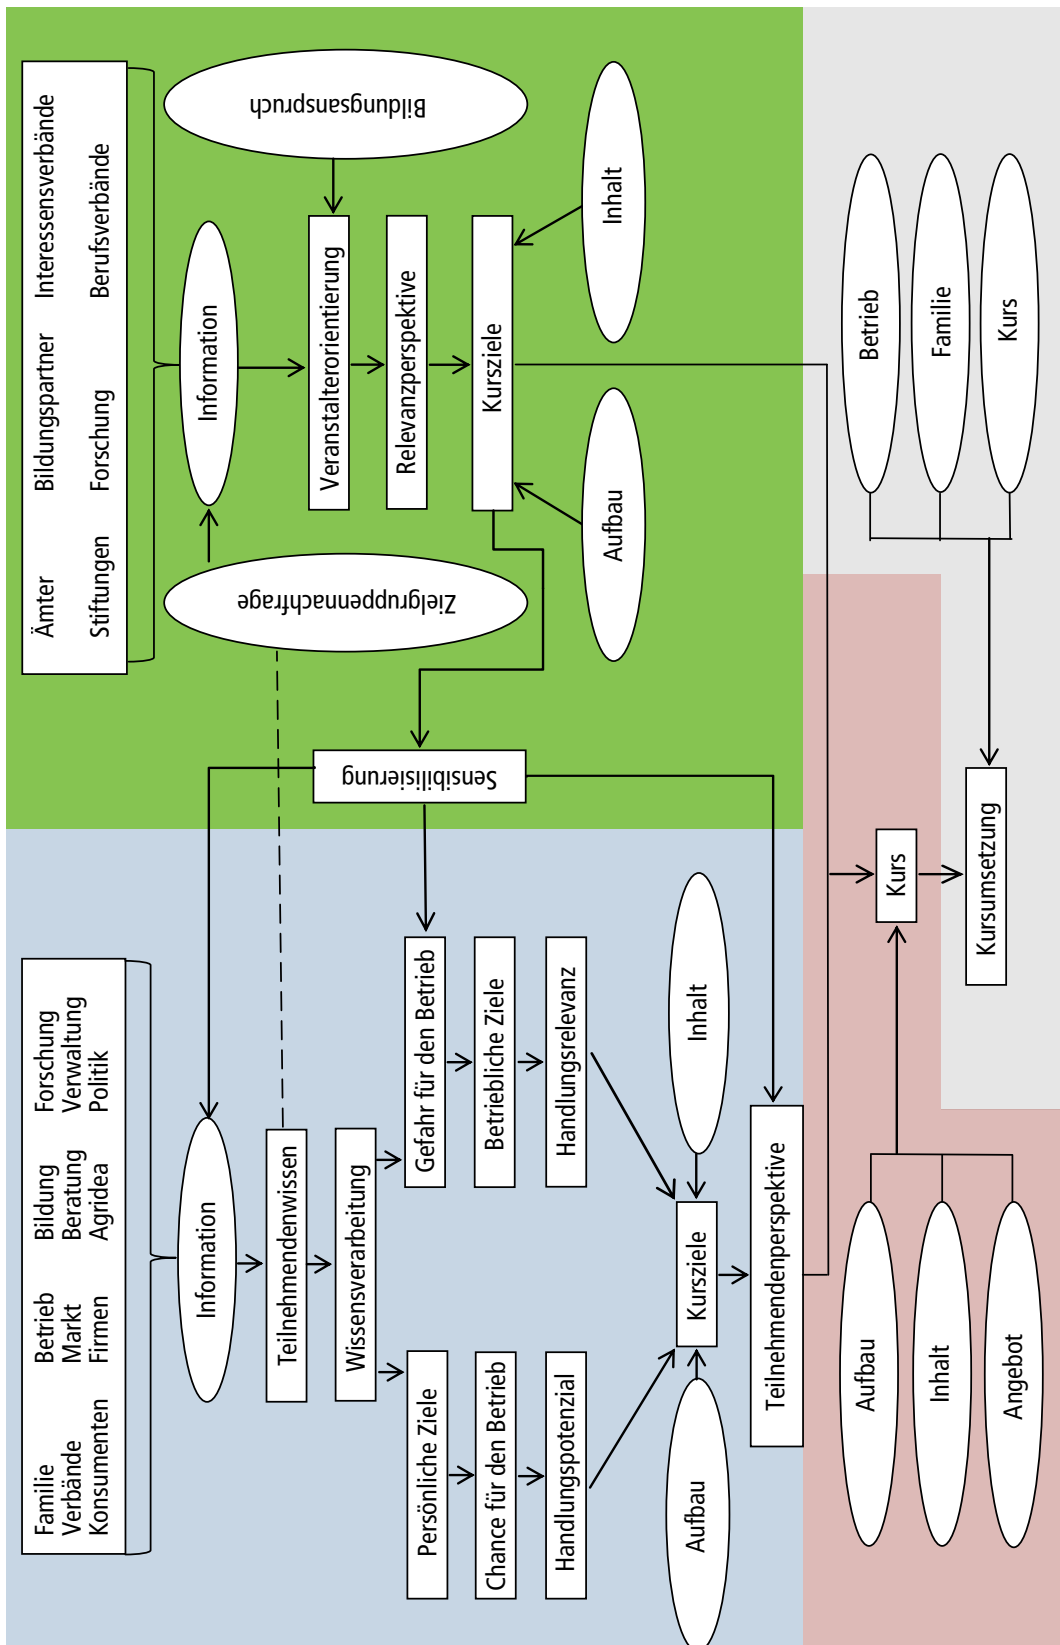 Familie Betrieb Bildung Forschung
Verbände Markt Beratung Verwaltung
Konsumenten Firmen Agridea Politik
Ämter Bildungspartner Interessensverbände
Stiftungen Forschung Berufsverbände
Information
Teilnehmendenwissen
Wissensverarbeitung
Persönliche Ziele
Chance für den Betrieb
Handlungspotenzial
Gefahr für den Betrieb
Betriebliche Ziele
Handlungsrelevanz
Aufbau
Kursziele
Inhalt
Teilnehmendenperspektive
Sensibilisierung
Zielgruppennachfrage
Information
Bildungsanspruch
Veranstalterorientierung
Relevanzperspektive
Kursziele
Aufbau
Inhalt
Aufbau
Inhalt
Angebot
Kurs
Kursumsetzung
Betrieb
Familie
Kurs